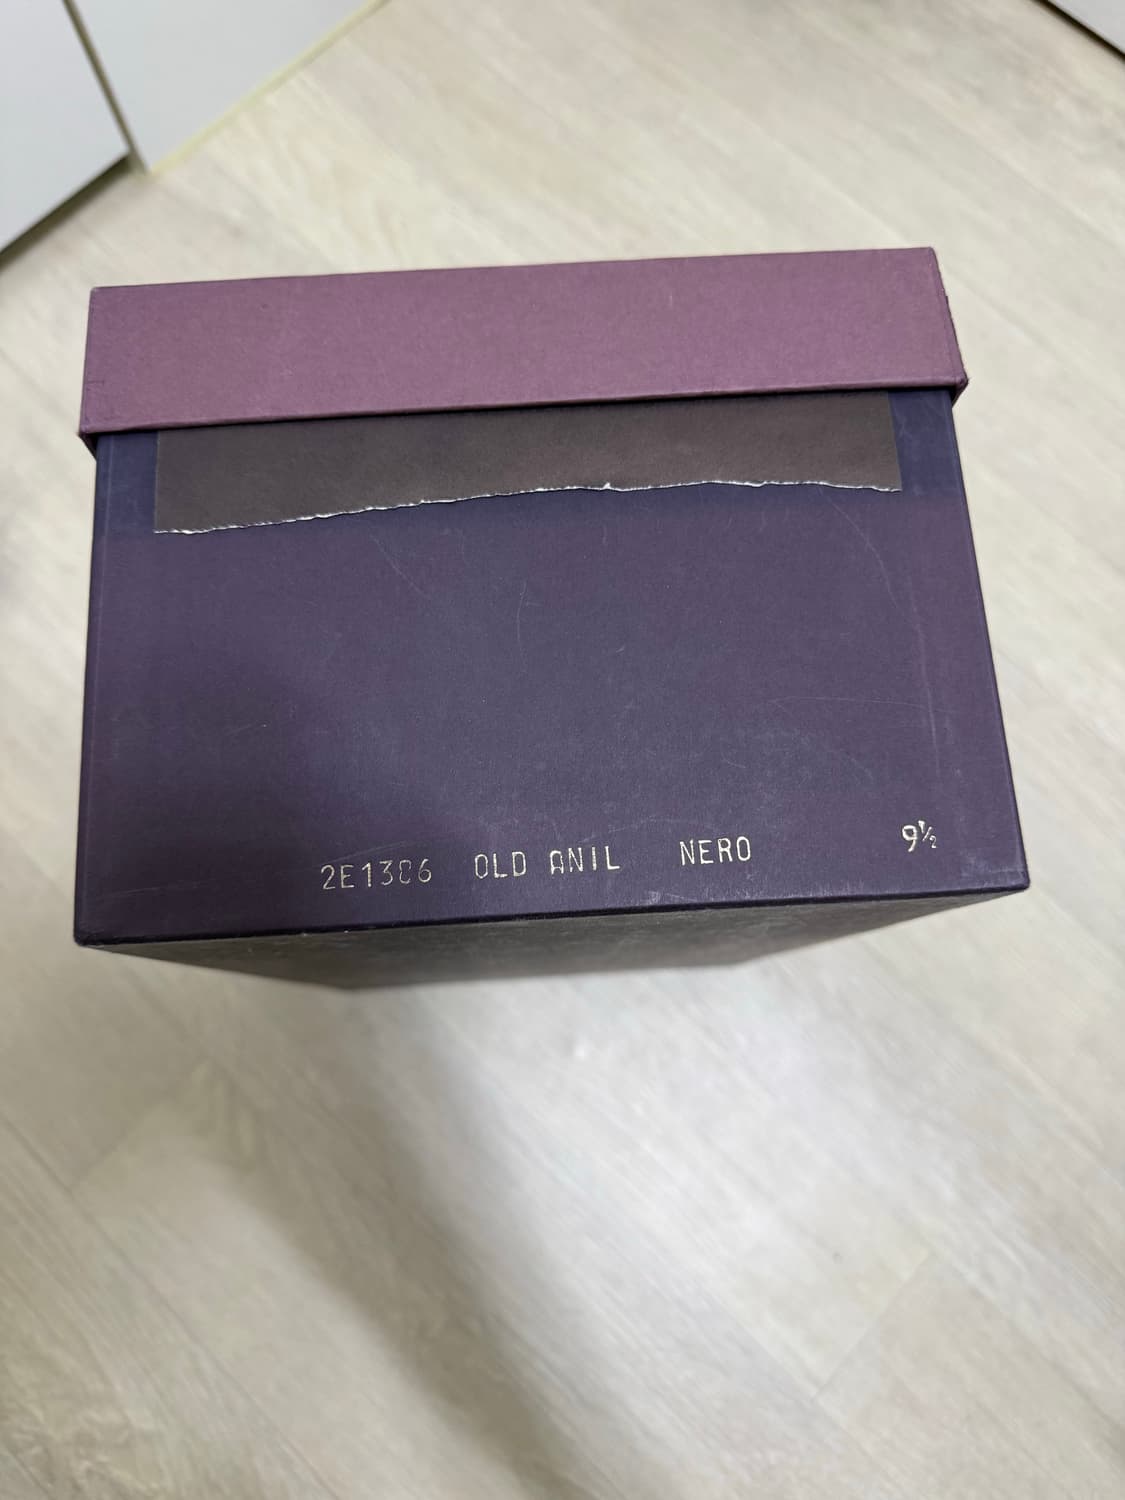 2E1386 OLD ANIL NERO 9½